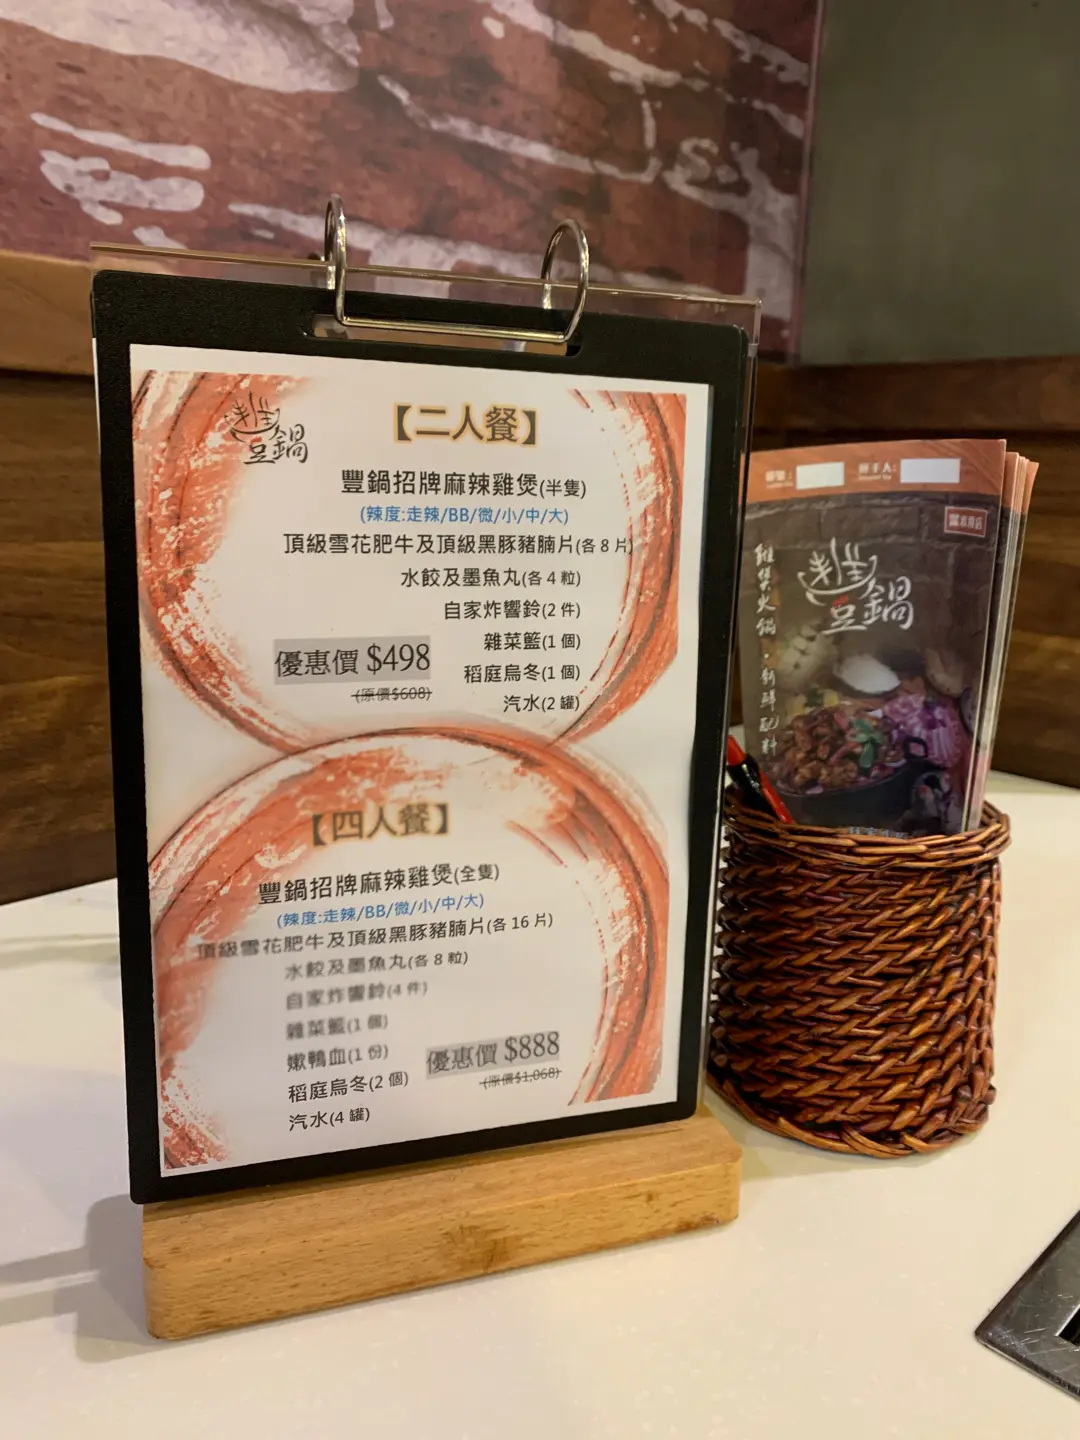 豐鍋
【二人餐】
豐鍋招牌麻辣雞煲(半隻)
(辣度:走辣/BB/微/小/中/大)
頂級雪花肥牛及頂級黑豚豬腩片(各 8 片)
水餃及墨魚丸(各 4 粒)
自家炸響鈴(2 件)
雜菜籃(1 個)
稻庭烏冬(1 個)
汽水(2 罐)
優惠價 $498
(原價$608)
【四人餐】
豐鍋招牌麻辣雞煲(全隻)
(辣度:走辣/BB/微/小/中/大)
頂級雪花肥牛及頂級黑豚豬腩片(各 16 片)
水餃及墨魚丸(各 8 粒)
自家炸響鈴(4 件)
雜菜籃(1 個)
嫩鴨血(1 份)
稻庭烏冬(2 個)
汽水(4 罐)
優惠價 $888
(原價$1,068)
經手人:
豐鍋
雞煲火鍋·新鮮配料